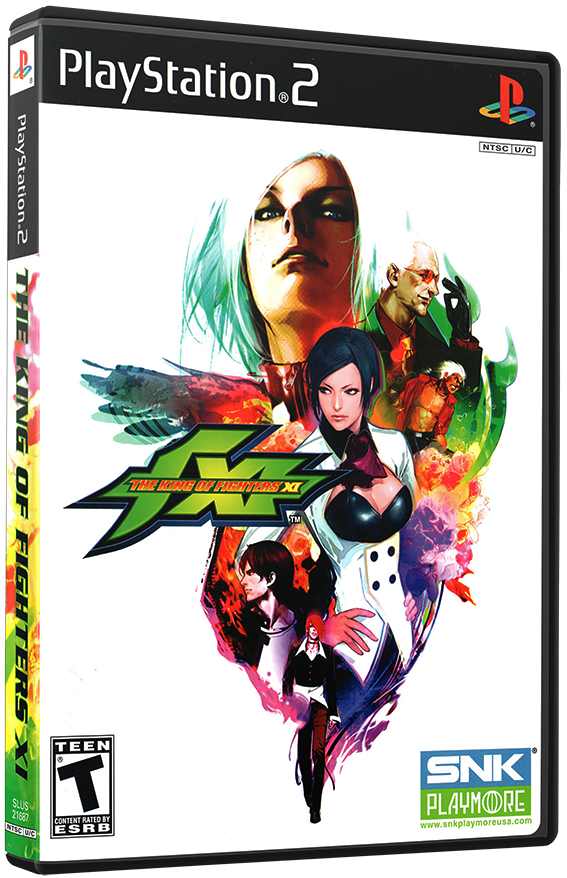 PlayStation.2
THE KING OF FIGHTERS XI
SLUS
21687
NTSC U/C
PlayStation®2
®
NTSC U/C
THE KING OF FIGHTERS XI
TM
TEEN
T
CONTENT RATED BY
ESRB
SNK®
PLAYMORE
www.snkplaymoreusa.com